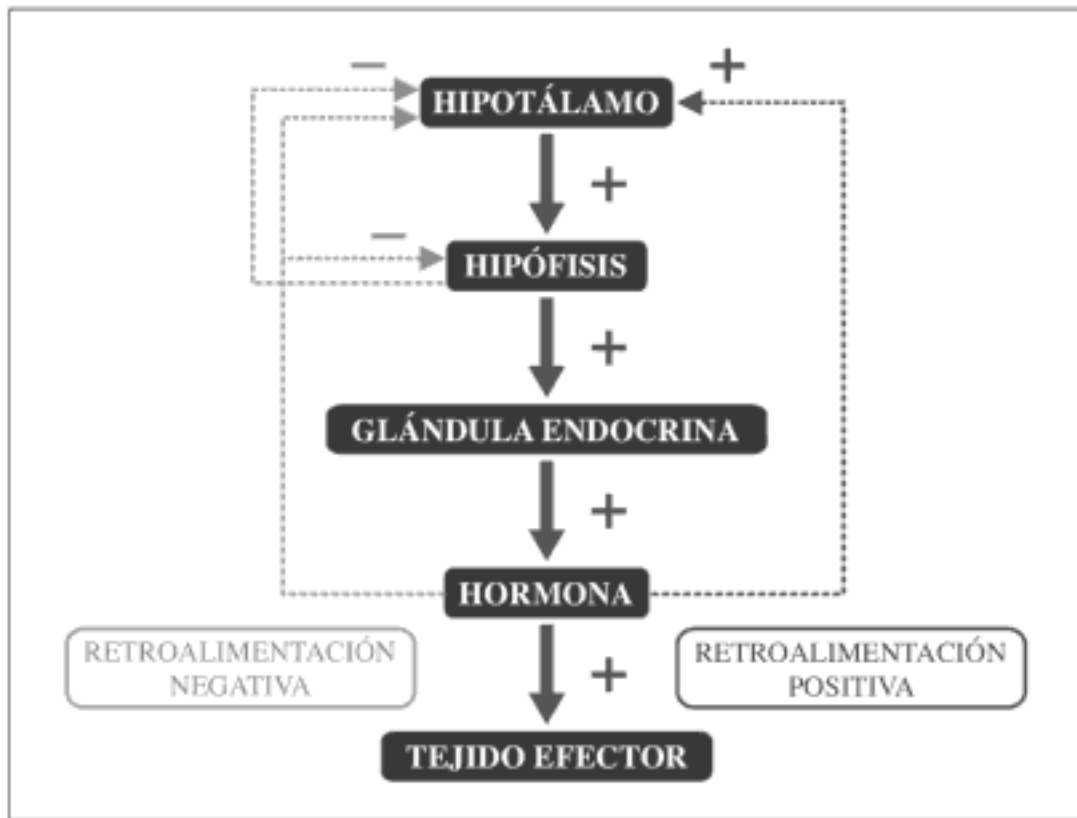 −
+
HIPOTÁLAMO
+
−
HIPÓFISIS
+
GLÁNDULA ENDOCRINA
+
HORMONA
RETROALIMENTACIÓN
NEGATIVA
+
RETROALIMENTACIÓN
POSITIVA
TEJIDO EFECTOR